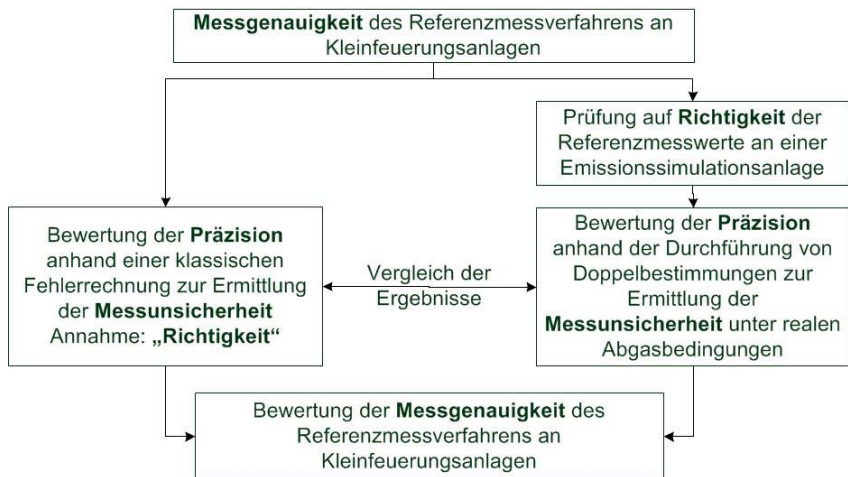 Messgenauigkeit des Referenzmessverfahrens an
Kleinfeuerungsanlagen
Prüfung auf Richtigkeit der
Referenzmesswerte an einer
Emissionssimulationsanlage
Bewertung der Präzision
anhand einer klassischen
Fehlerrechnung zur Ermittlung
der Messunsicherheit
Annahme: „Richtigkeit“
Vergleich der
Ergebnisse
Bewertung der Präzision
anhand der Durchführung von
Doppelbestimmungen zur
Ermittlung der
Messunsicherheit unter realen
Abgasbedingungen
Bewertung der Messgenauigkeit des
Referenzmessverfahrens an
Kleinfeuerungsanlagen